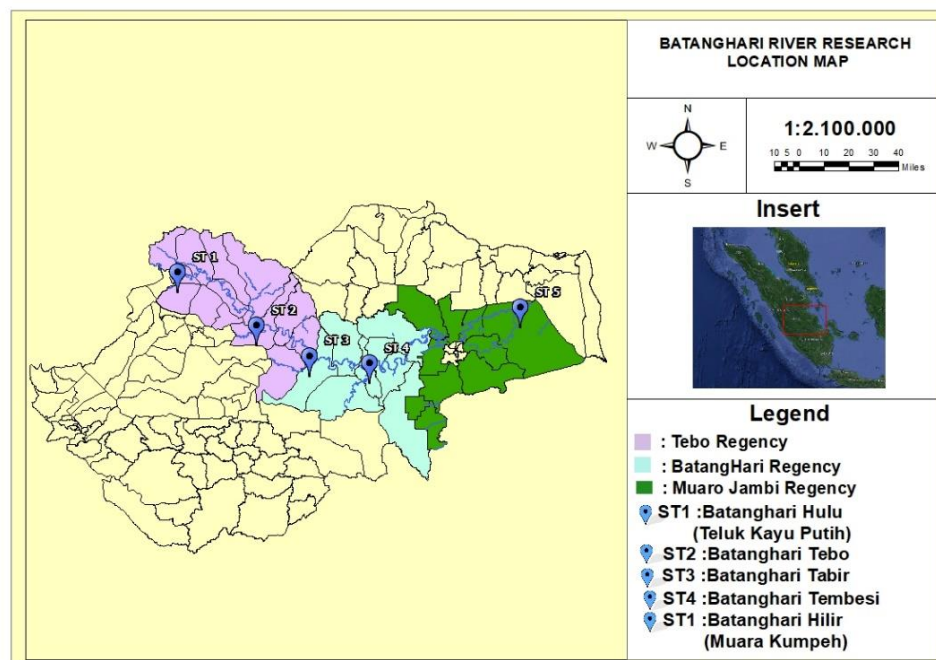 BATANGHARI RIVER RESEARCH
LOCATION MAP
N
W E
S
1:2.100.000
10 5 0 10 20 30 40
Miles
Insert
ST 1
ST 2
ST 3
ST 4
ST 5
Legend
: Tebo Regency
: BatangHari Regency
: Muaro Jambi Regency
ST1 :Batanghari Hulu
(Teluk Kayu Putih)
ST2 :Batanghari Tebo
ST3 :Batanghari Tabir
ST4 :Batanghari Tembesi
ST1 :Batanghari Hilir
(Muara Kumpeh)